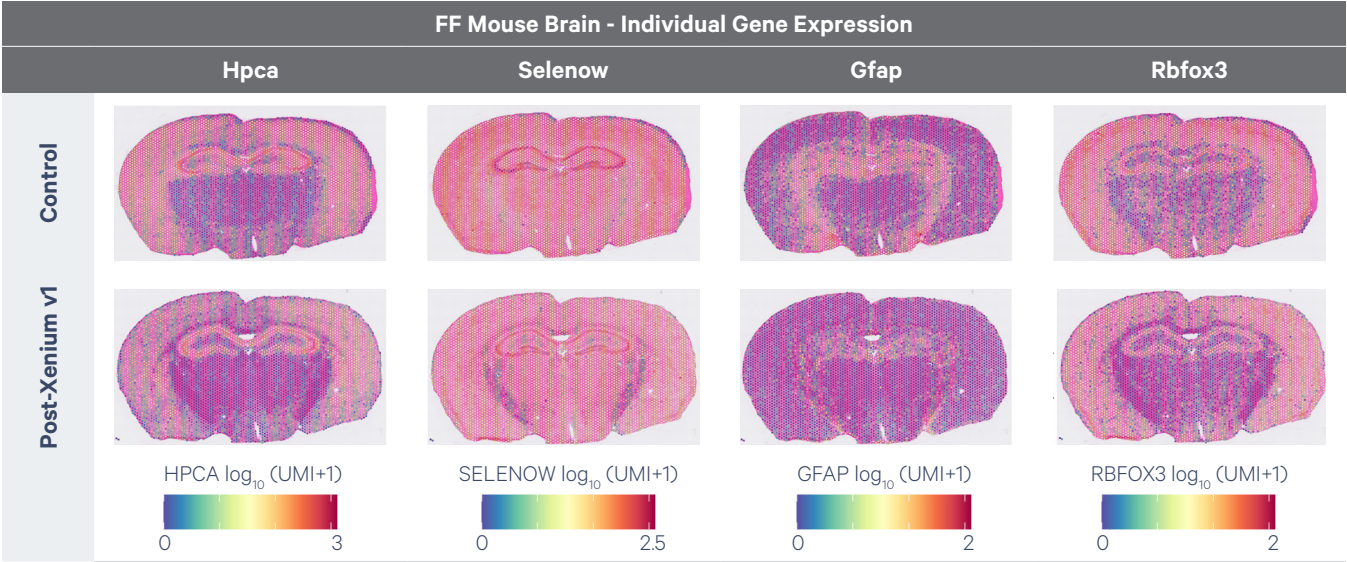 FF Mouse Brain - Individual Gene Expression
Hpca Selenow Gfap Rbfox3
Control
Post-Xenium v1
HPCA log₁₀ (UMI+1) SELENOW log₁₀ (UMI+1) GFAP log₁₀ (UMI+1) RBFOX3 log₁₀ (UMI+1)
0 3 0 2.5 0 2 0 2